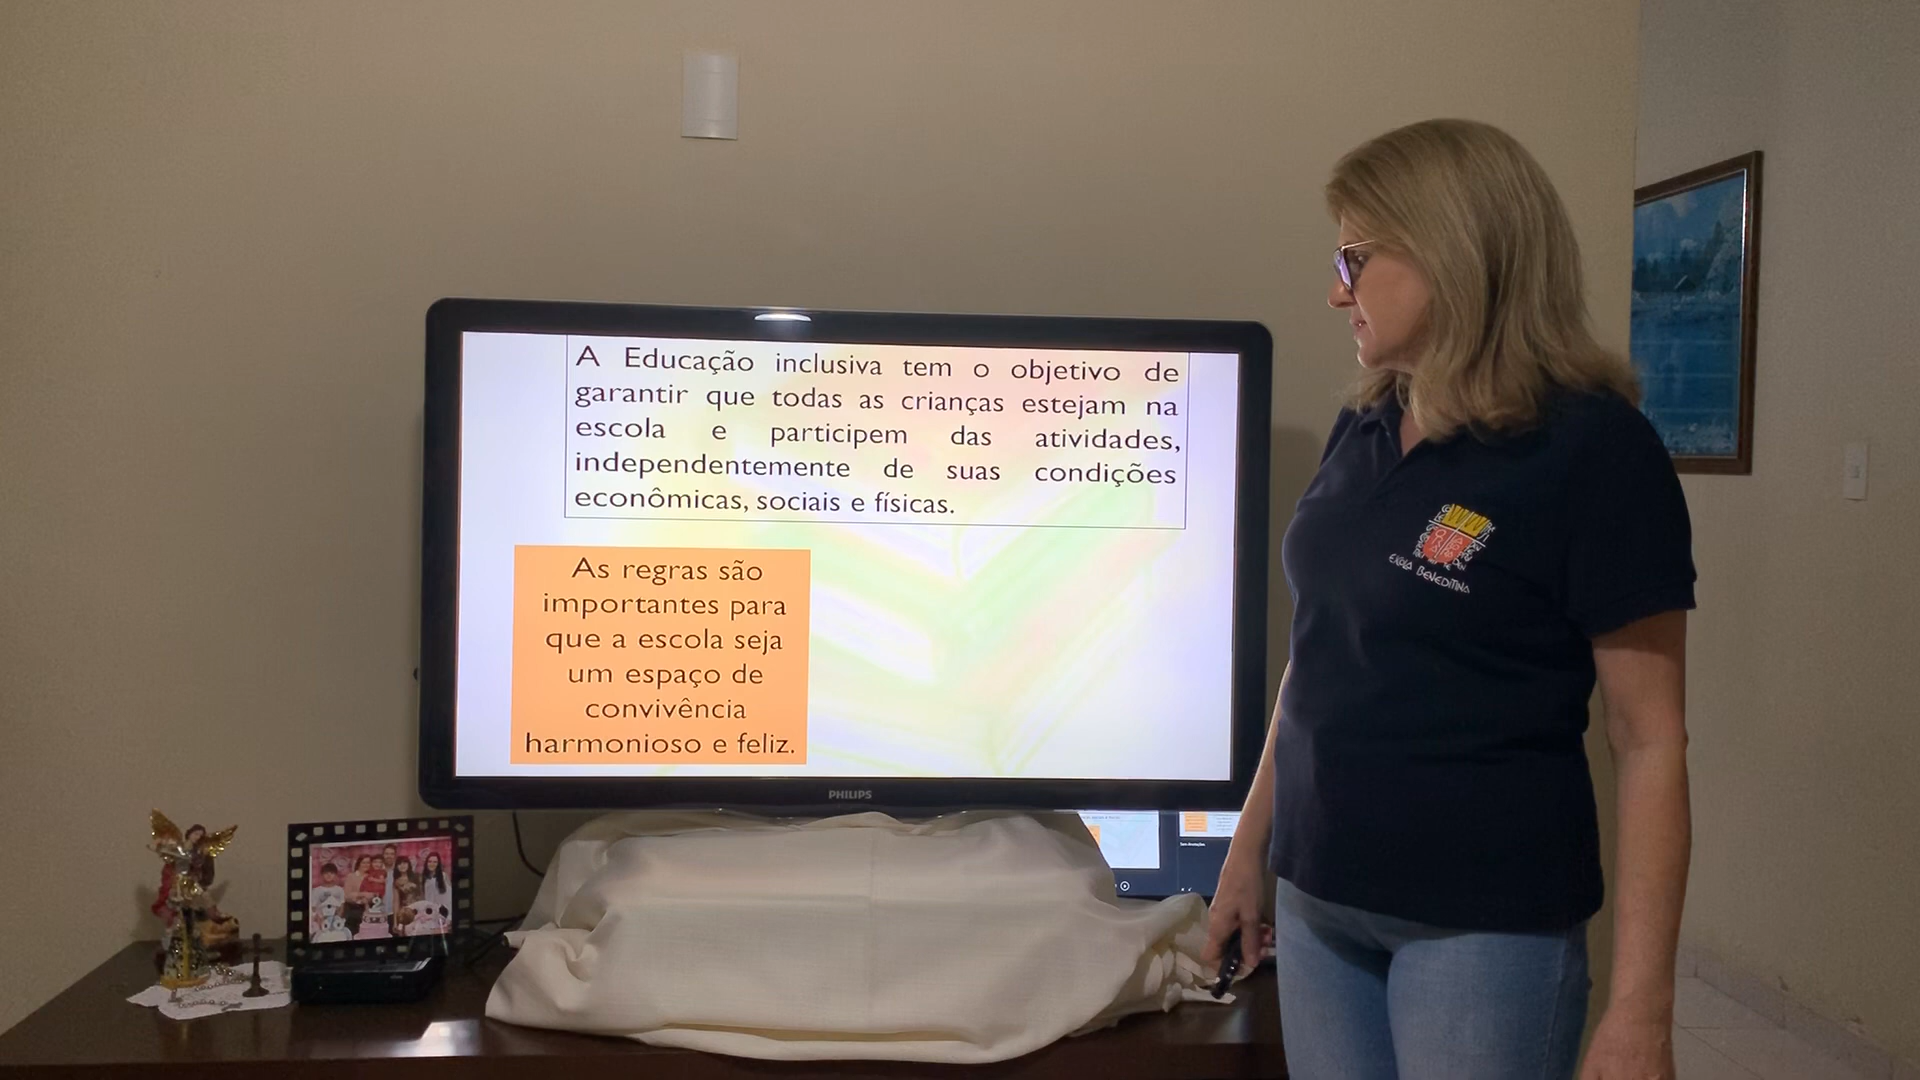 A Educação inclusiva tem o objetivo de
garantir que todas as crianças estejam na
escola e participem das atividades,
independentemente de suas condições
econômicas, sociais e físicas.
As regras são
importantes para
que a escola seja
um espaço de
convivência
harmonioso e feliz.
PHILIPS
ESCOLA BENEDITINA